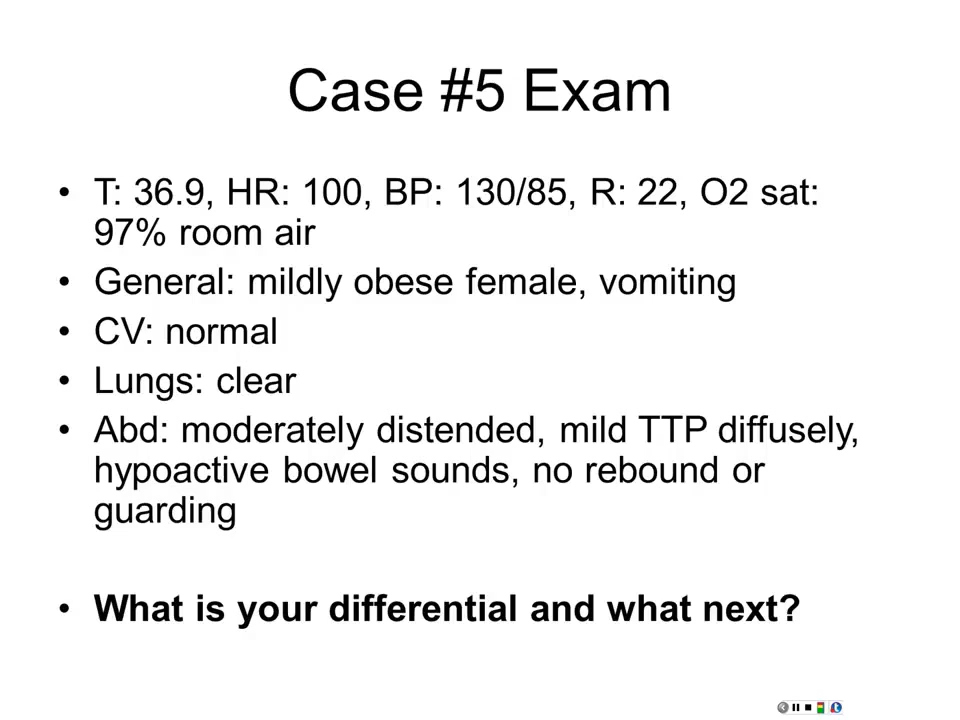 Case #5 Exam
• T: 36.9, HR: 100, BP: 130/85, R: 22, O2 sat:
97% room air
• General: mildly obese female, vomiting
• CV: normal
• Lungs: clear
• Abd: moderately distended, mild TTP diffusely,
hypoactive bowel sounds, no rebound or
guarding
• What is your differential and what next?